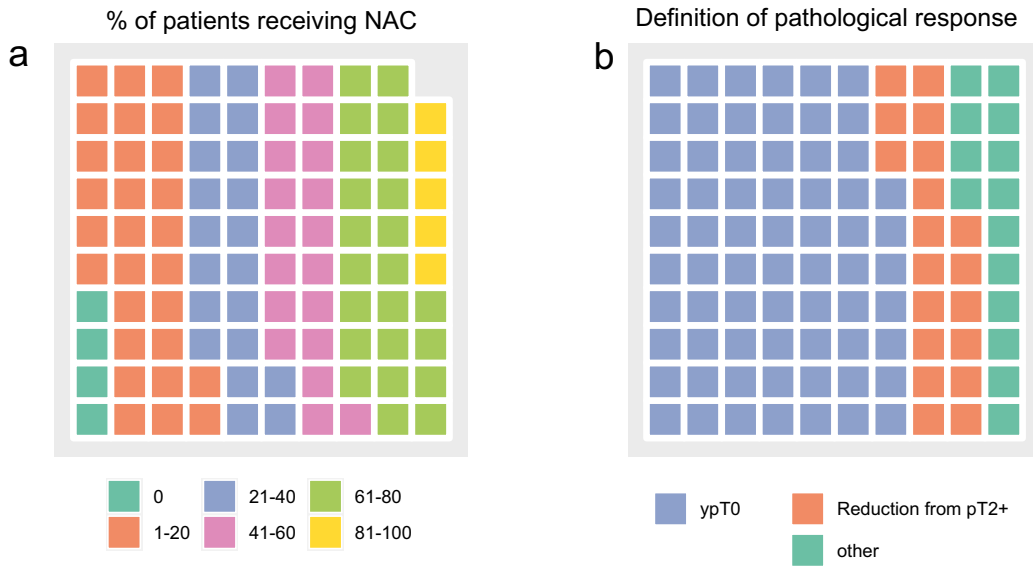 % of patients receiving NAC
Definition of pathological response
a
b
0
21-40
61-80
1-20
41-60
81-100
ypT0
Reduction from pT2+
other